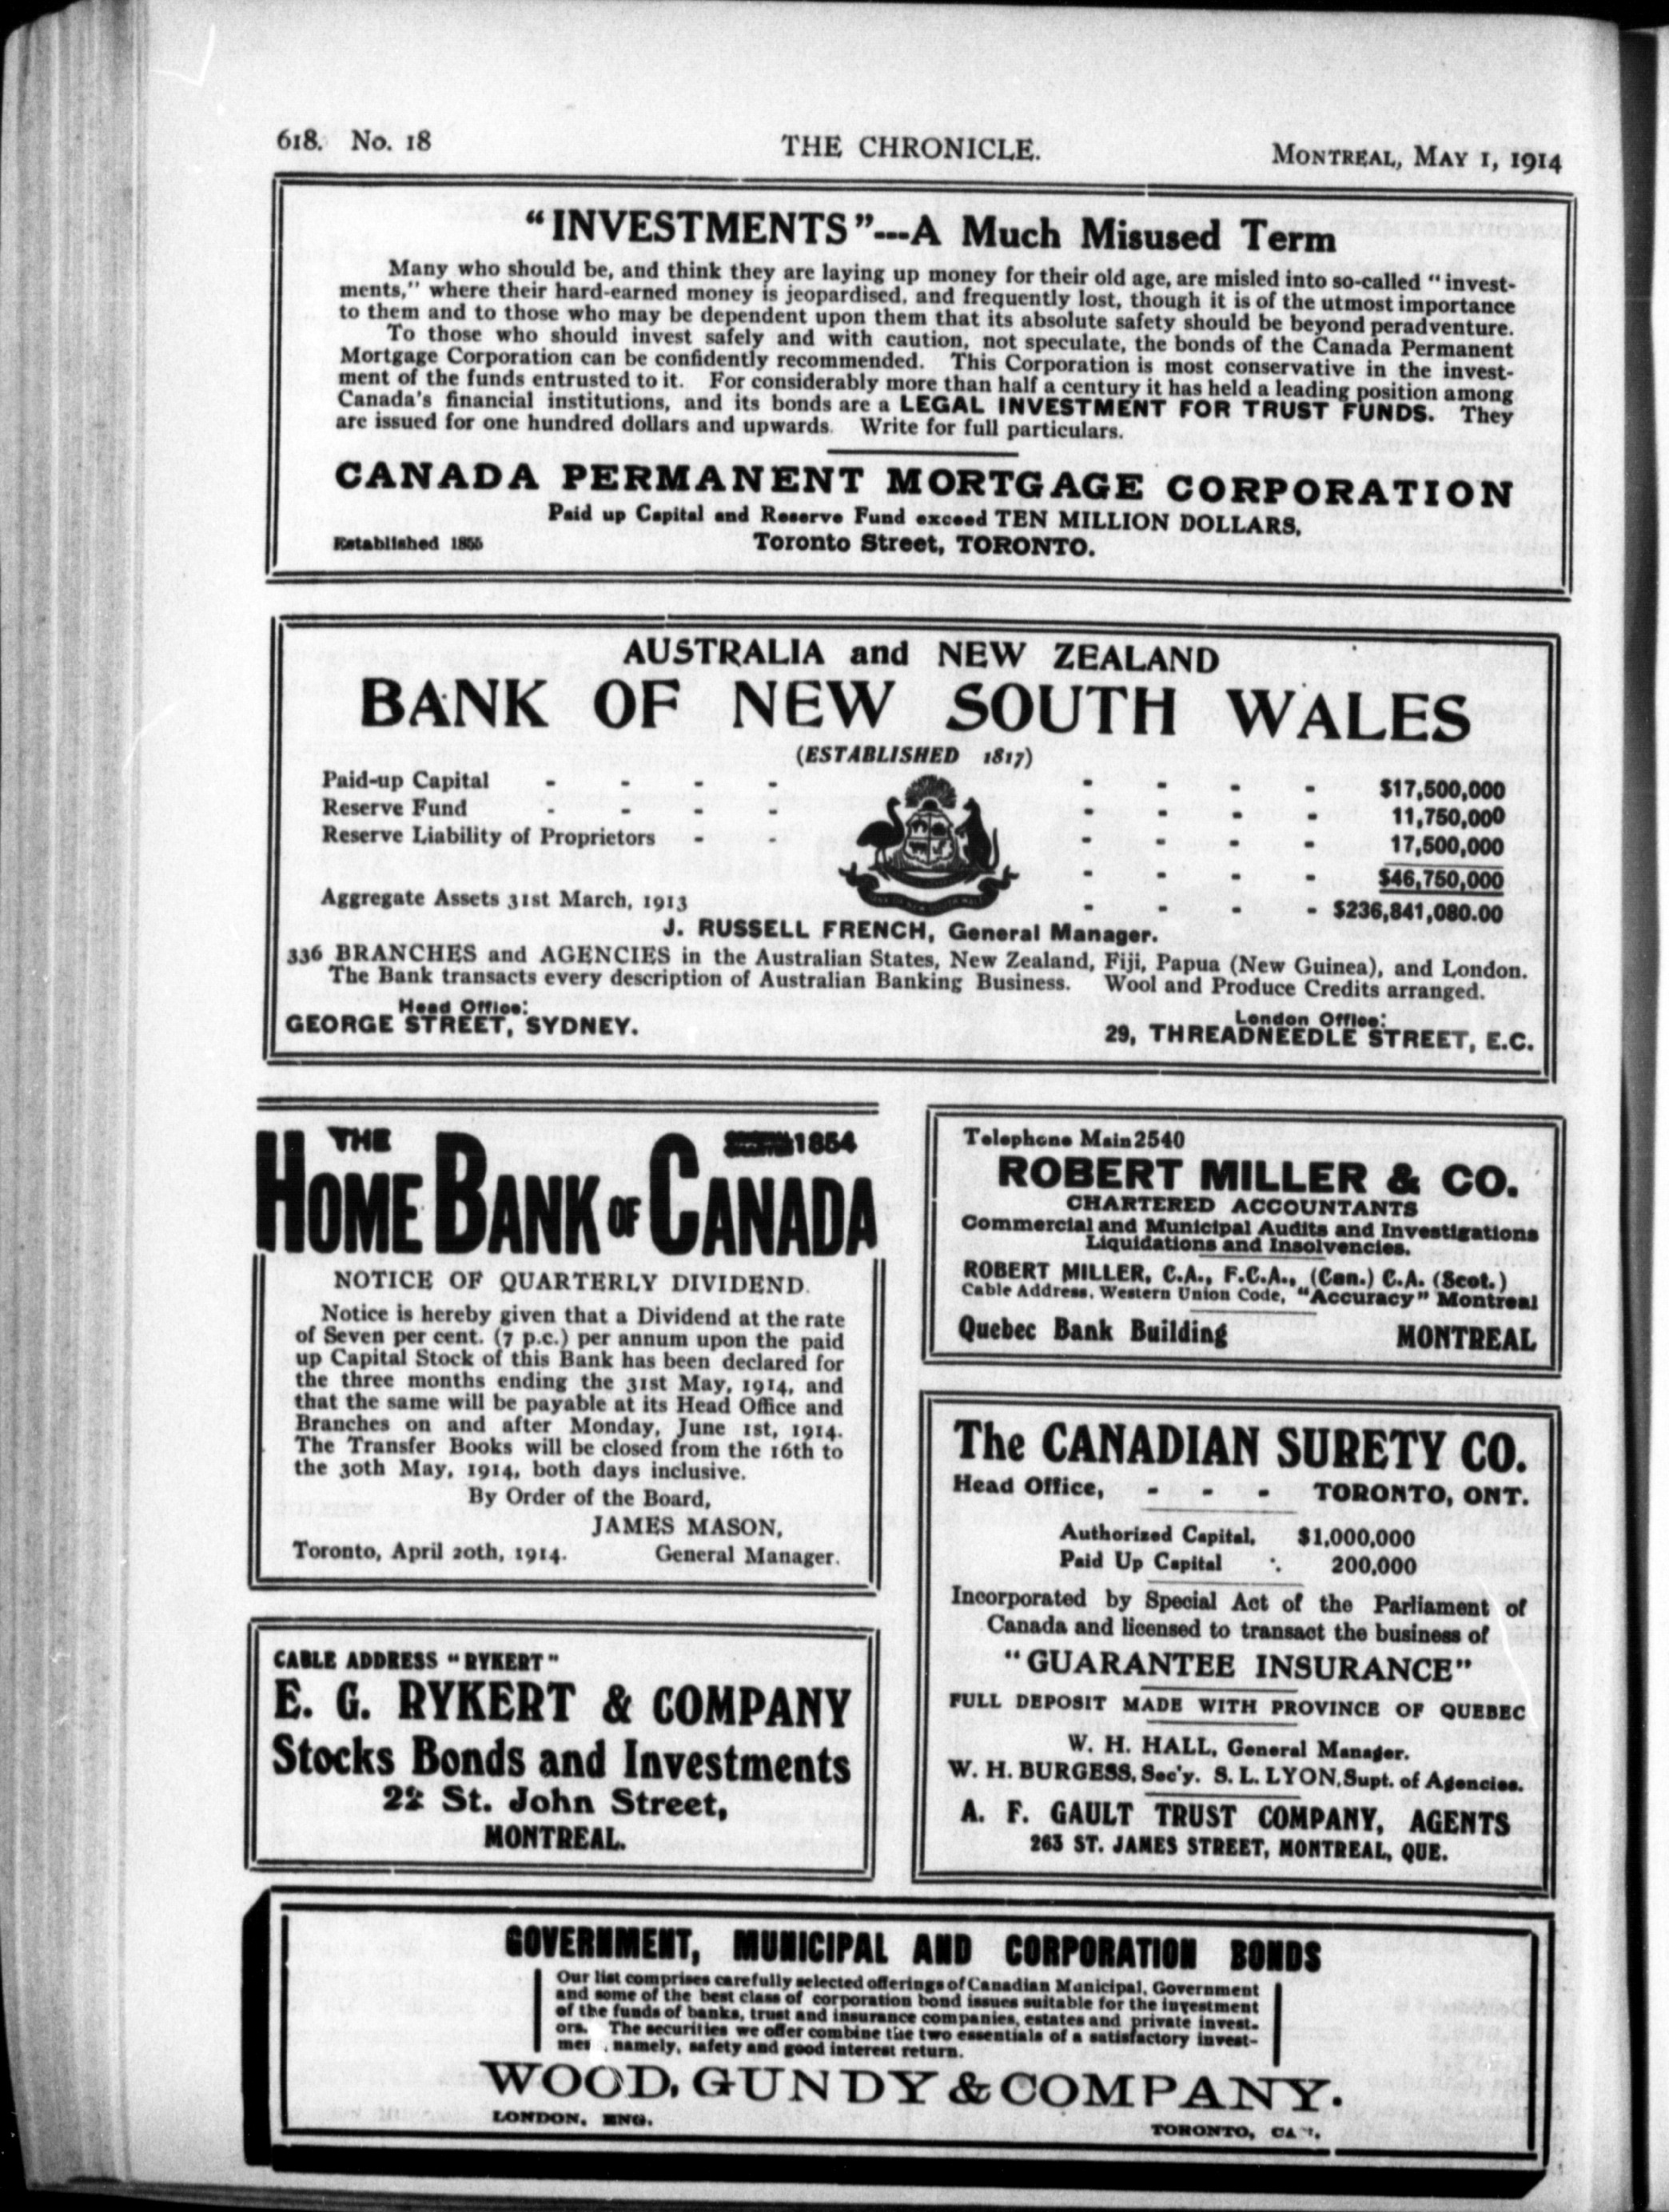 618. No. 18
THE CHRONICLE.
MONTREAL, MAY 1, 1914
"INVESTMENTS"---A Much Misused Term
Many who should be, and think they are laying up money for their old age, are misled into so-called "invest-
ments," where their hard-earned money is jeopardised, and frequently lost, though it is of the utmost importance
to them and to those who may be dependent upon them that its absolute safety should be beyond peradventure.
To those who should invest safely and with caution, not speculate, the bonds of the Canada Permanent
Mortgage Corporation can be confidently recommended. This Corporation is most conservative in the invest-
ment of the funds entrusted to it. For considerably more than half a century it has held a leading position among
Canada's financial institutions, and its bonds are a LEGAL INVESTMENT FOR TRUST FUNDS. They
are issued for one hundred dollars and upwards. Write for full particulars.
CANADA PERMANENT MORTGAGE CORPORATION
Paid up Capital and Reserve Fund exceed TEN MILLION DOLLARS,
Established 1855
Toronto Street, TORONTO.
AUSTRALIA and NEW ZEALAND
BANK OF NEW SOUTH WALES
(ESTABLISHED 1817)
Paid-up Capital - - - - - - - - $17,500,000
Reserve Fund - - - - - - - - 11,750,000
Reserve Liability of Proprietors - - - - - - 17,500,000
- - - - $46,750,000
Aggregate Assets 31st March, 1913 - - - - $236,841,080.00
J. RUSSELL FRENCH, General Manager.
336 BRANCHES and AGENCIES in the Australian States, New Zealand, Fiji, Papua (New Guinea), and London.
The Bank transacts every description of Australian Banking Business. Wool and Produce Credits arranged.
Head Office:
GEORGE STREET, SYDNEY.
London Office:
29, THREADNEEDLE STREET, E.C.
THE 1854
HOME BANK OF CANADA
NOTICE OF QUARTERLY DIVIDEND.
Notice is hereby given that a Dividend at the rate
of Seven per cent. (7 p.c.) per annum upon the paid
up Capital Stock of this Bank has been declared for
the three months ending the 31st May, 1914, and
that the same will be payable at its Head Office and
Branches on and after Monday, June 1st, 1914.
The Transfer Books will be closed from the 16th to
the 30th May, 1914, both days inclusive.
By Order of the Board,
JAMES MASON,
Toronto, April 20th, 1914. General Manager.
CABLE ADDRESS "RYKERT"
E. G. RYKERT & COMPANY
Stocks Bonds and Investments
22 St. John Street,
MONTREAL.
Telephone Main 2540
ROBERT MILLER & CO.
CHARTERED ACCOUNTANTS
Commercial and Municipal Audits and Investigations
Liquidations and Insolvencies.
ROBERT MILLER, C.A., F.C.A., (Can.) C.A. (Scot.)
Cable Address, Western Union Code, "Accuracy" Montreal
Quebec Bank Building MONTREAL
The CANADIAN SURETY CO.
Head Office, - - - TORONTO, ONT.
Authorized Capital, $1,000,000
Paid Up Capital 200,000
Incorporated by Special Act of the Parliament of
Canada and licensed to transact the business of
"GUARANTEE INSURANCE"
FULL DEPOSIT MADE WITH PROVINCE OF QUEBEC
W. H. HALL, General Manager.
W. H. BURGESS, Sec'y. S. L. LYON, Supt. of Agencies.
A. F. GAULT TRUST COMPANY, AGENTS
263 ST. JAMES STREET, MONTREAL, QUE.
GOVERNMENT, MUNICIPAL AND CORPORATION BONDS
Our list comprises carefully selected offerings of Canadian Municipal, Government
and some of the best class of corporation bond issues suitable for the investment
of the funds of banks, trust and insurance companies, estates and private invest-
ors. The securities we offer combine the two essentials of a satisfactory invest-
namely, safety and good interest return.
WOOD, GUNDY & COMPANY.
LONDON, ENG.
TORONTO,